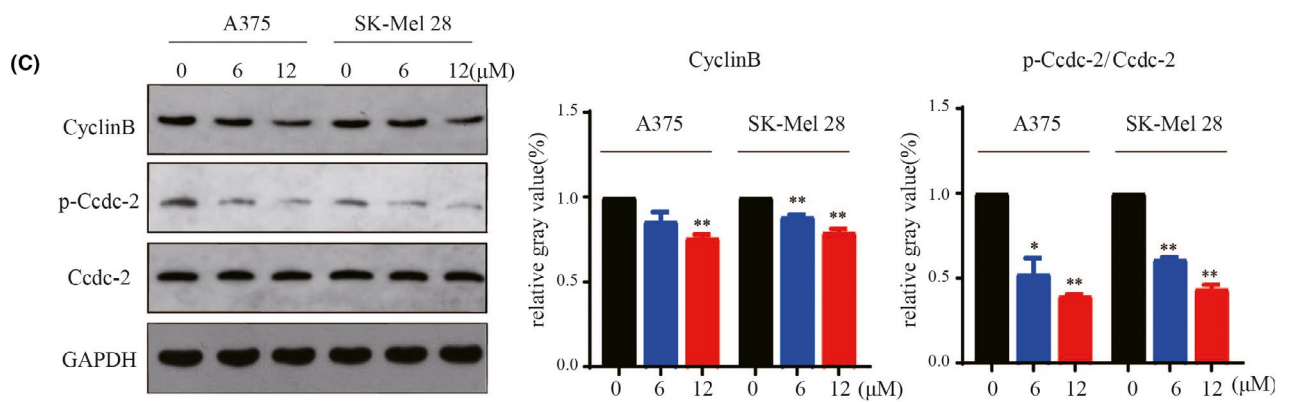 (C)
A375 SK-Mel 28
0 6 12 0 6 12(μM)
CyclinB
p-Ccdc-2
Ccdc-2
GAPDH
CyclinB
relative gray value(%)
1.5
1.0
0.5
0.0
A375 SK-Mel 28
** ** **
0 6 12 0 6 12 (μM)
p-Ccdc-2/Ccdc-2
relative gray value(%)
1.5
1.0
0.5
0.0
A375 SK-Mel 28
* ** ** **
0 6 12 0 6 12 (μM)